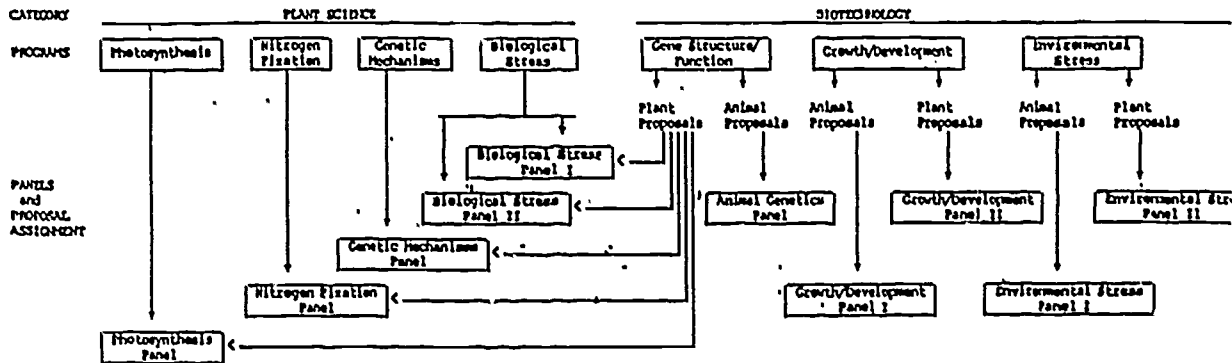 CATEGORY PLANT SCIENCE BIOTECHNOLOGY
PROGRAMS
Photosynthesis
Nitrogen
Fixation
Genetic
Mechanisms
Biological
Stress
Gene Structure/
Function
Growth/Development
Environmental
Stress
Plant
Proposals
Animal
Proposals
Animal
Proposals
Plant
Proposals
Animal
Proposals
Plant
Proposals
PANELS
and
PROPOSAL
ASSIGNMENT
Biological Stress
Panel I
Biological Stress
Panel II
Animal Genetics
Panel
Growth/Development
Panel II
Environmental Stre
Panel II
Genetic Mechanisms
Panel
Nitrogen Fixation
Panel
Growth/Development
Panel I
Environmental Stress
Panel I
Photosynthesis
Panel